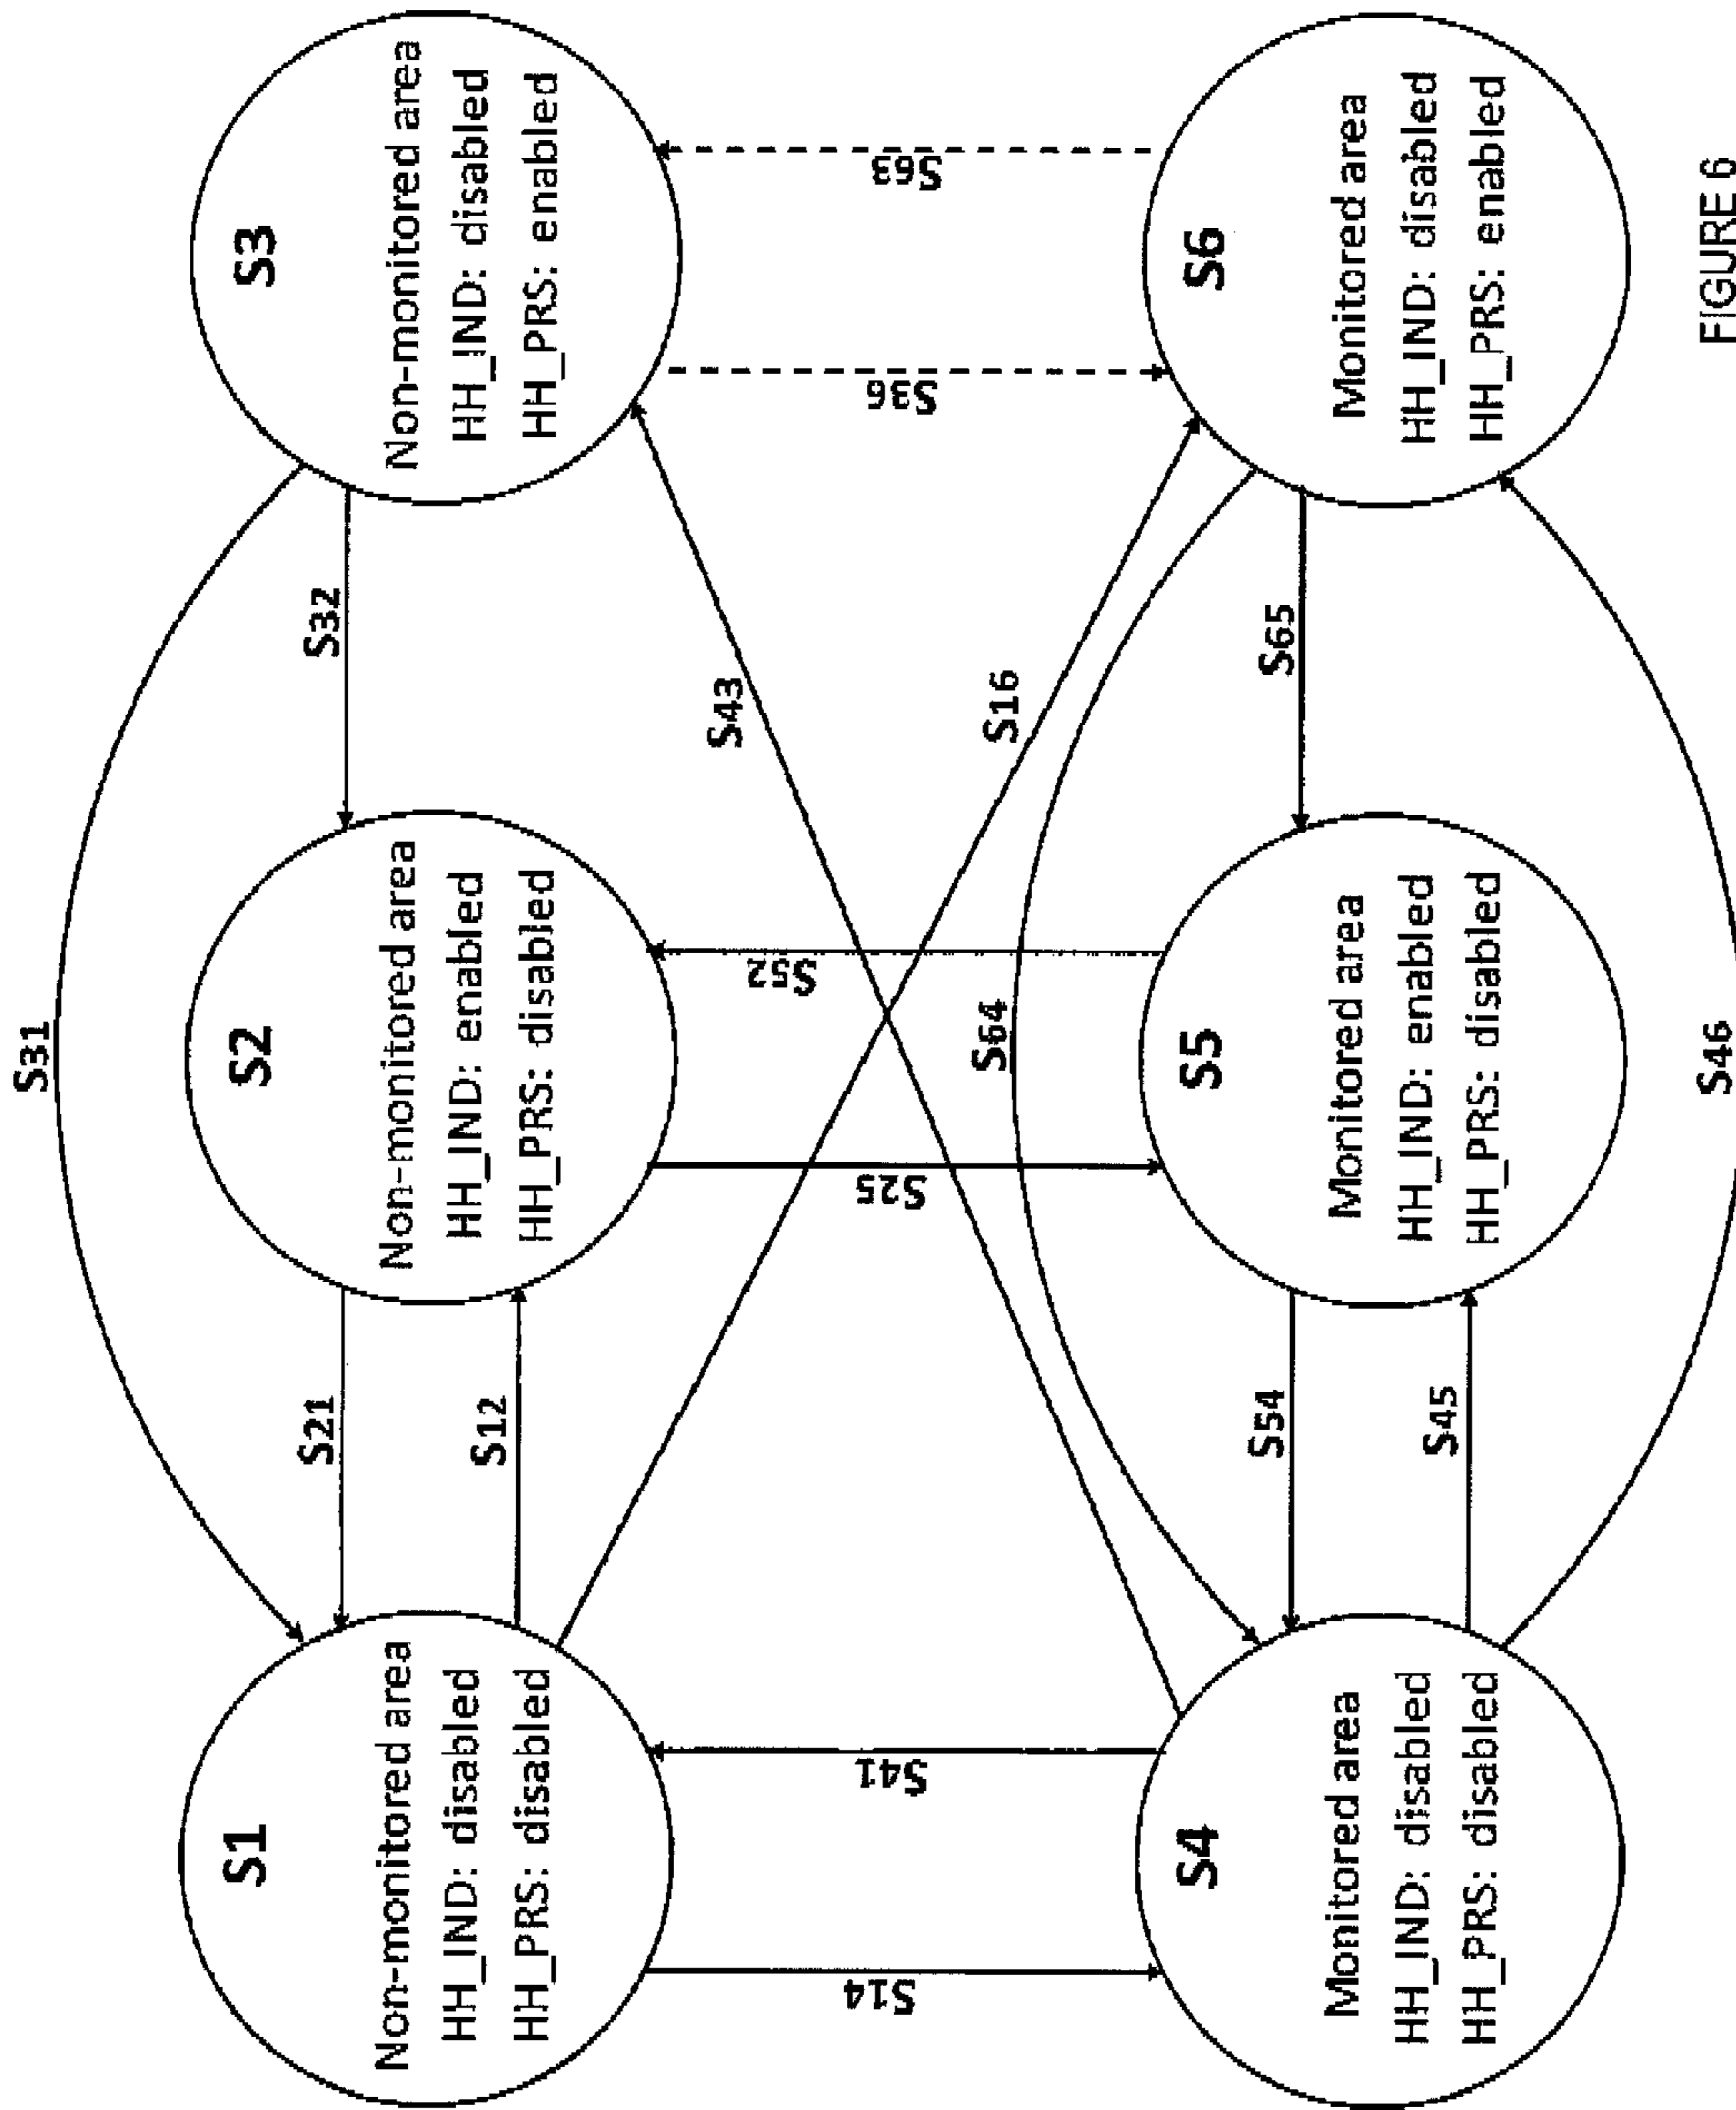 S31
S1
Non-monitored area
HH_IND: disabled
HH_PRS: disabled
S21
S12
S2
Non-monitored area
HH_IND: enabled
HH_PRS: disabled
S32
S3
Non-monitored area
HH_IND: disabled
HH_PRS: enabled
S14
S41
S25
S52
S43
S16
S36
S63
S64
S4
Monitored area
HH_IND: disabled
HH_PRS: disabled
S54
S45
S5
Monitored area
HH_IND: enabled
HH_PRS: disabled
S65
S6
Monitored area
HH_IND: disabled
HH_PRS: enabled
S46
FIGURE 6